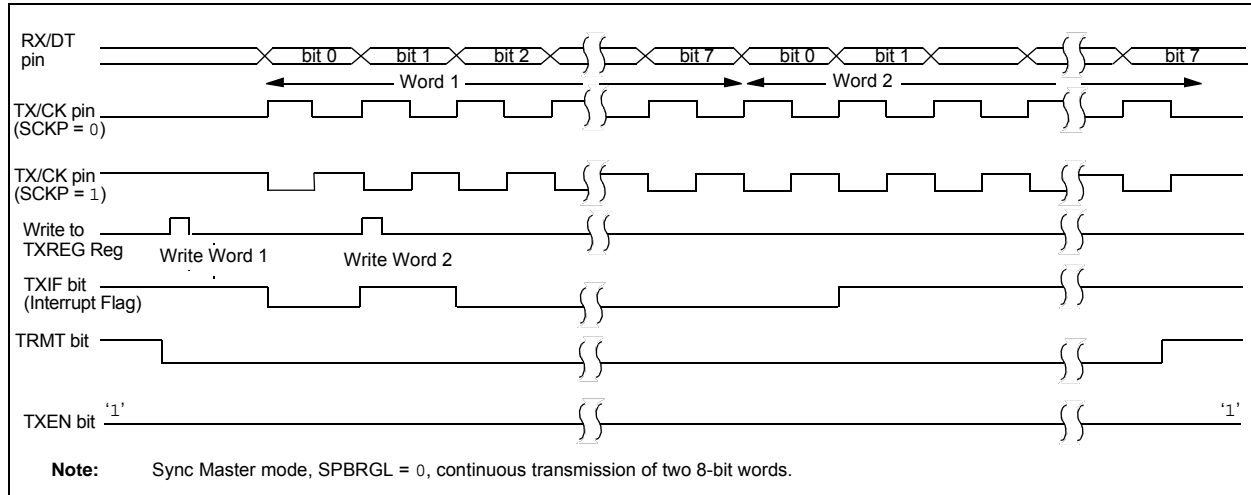 RX/DT
pin
bit 0 bit 1 bit 2 bit 7 bit 0 bit 1 bit 7
Word 1 Word 2
TX/CK pin
(SCKP = 0)
TX/CK pin
(SCKP = 1)
Write to
TXREG Reg
Write Word 1 Write Word 2
TXIF bit
(Interrupt Flag)
TRMT bit
TXEN bit ‘1’ ‘1’
Note: Sync Master mode, SPBRGL = 0, continuous transmission of two 8-bit words.